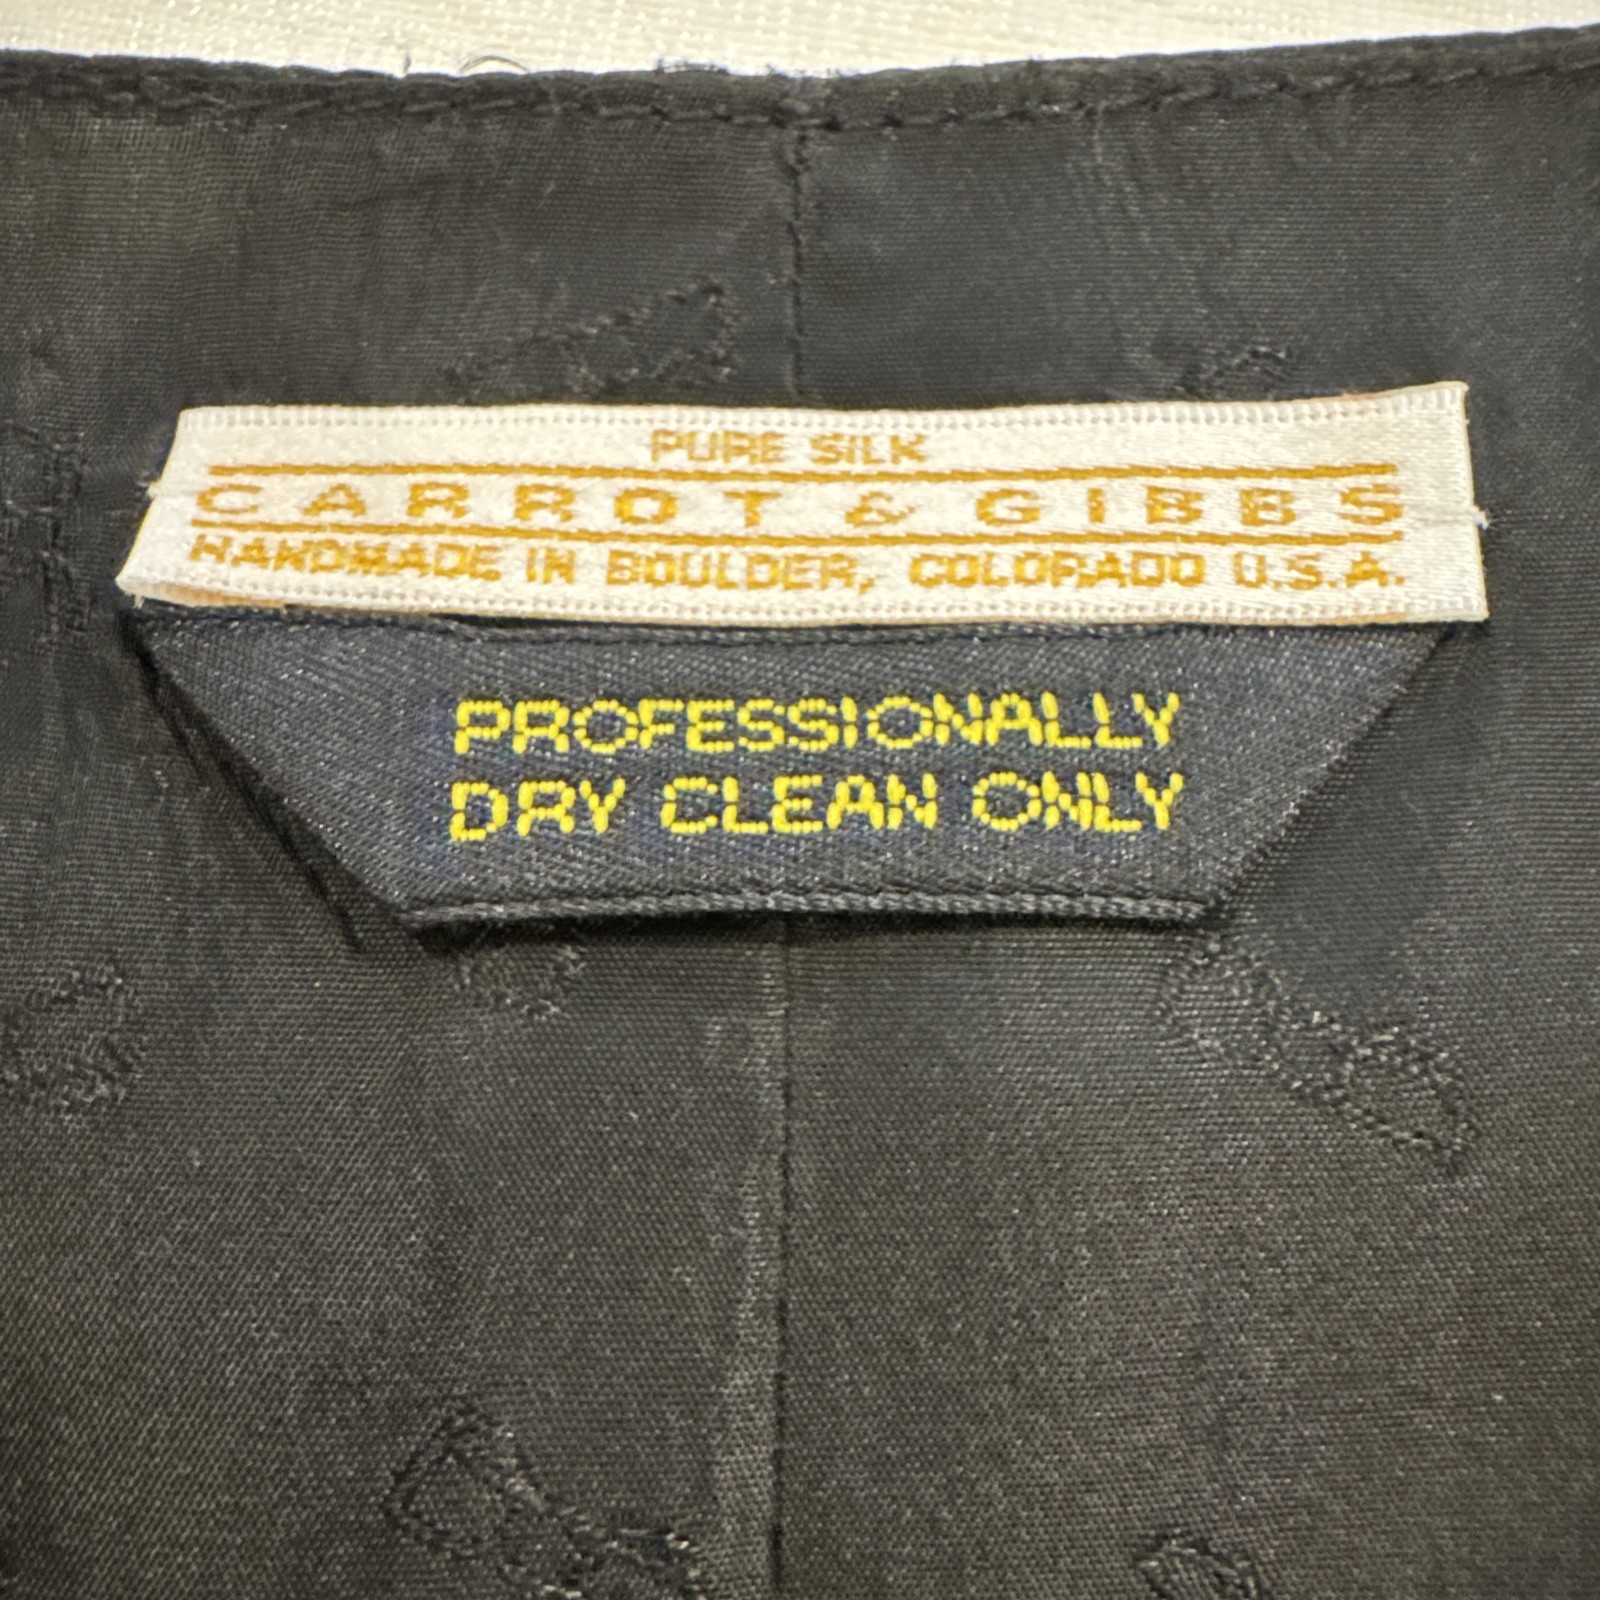 PURE SILK
CARROT & GIBBS
HANDMADE IN BOULDER, COLORADO U.S.A.
PROFESSIONALLY
DRY CLEAN ONLY